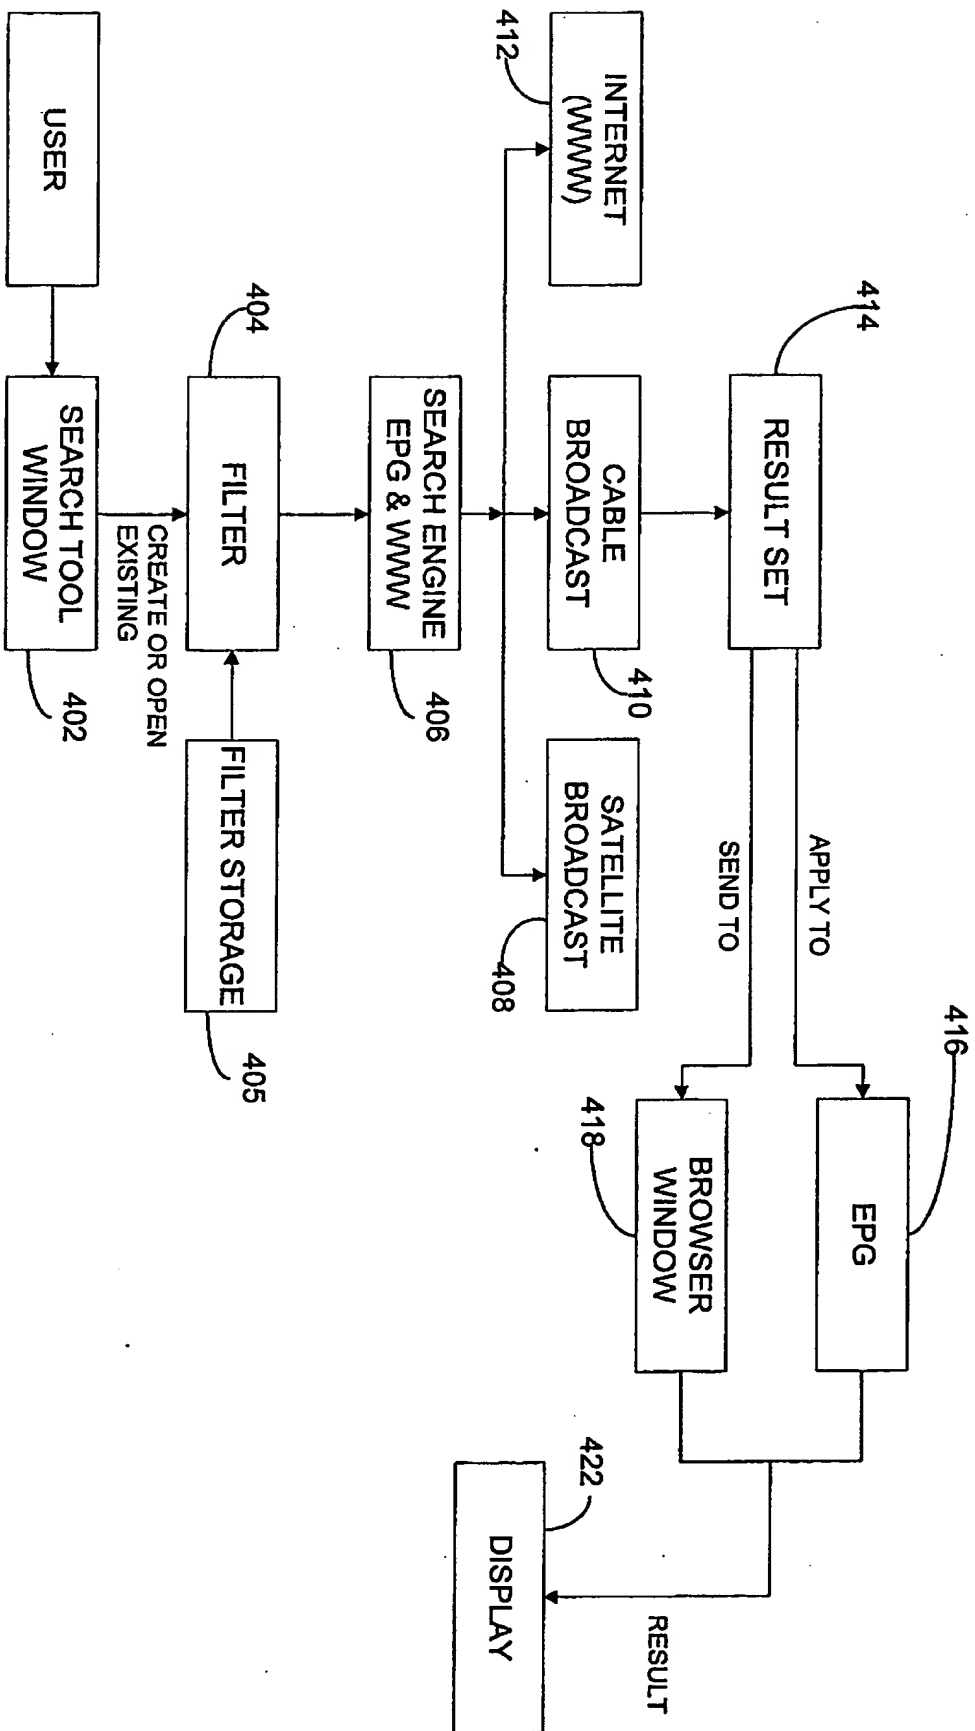 416
414
EPG
APPLY TO
RESULT SET
SEND TO
BROWSER
WINDOW
418
RESULT
412
INTERNET
(WWW)
CABLE
BROADCAST
410
SATELLITE
BROADCAST
408
422
DISPLAY
SEARCH ENGINE
EPG & WWW
406
404
FILTER
FILTER STORAGE
405
CREATE OR OPEN
EXISTING
USER
SEARCH TOOL
WINDOW
402